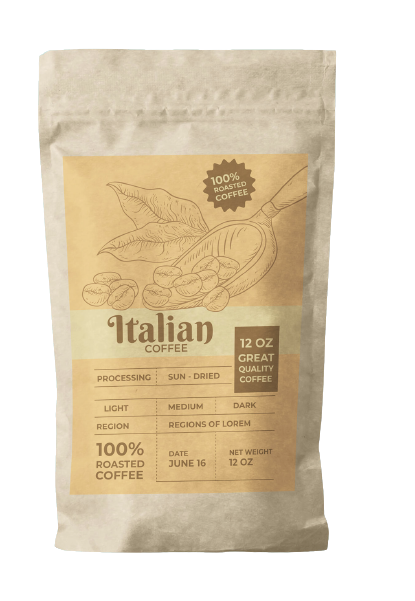 100%
ROASTED
COFFEE
Italian
COFFEE
12 OZ
GREAT
QUALITY
COFFEE
PROCESSING SUN - DRIED
LIGHT MEDIUM DARK
REGION REGIONS OF LOREM
100%
ROASTED
COFFEE
DATE
JUNE 16
NET WEIGHT
12 OZ